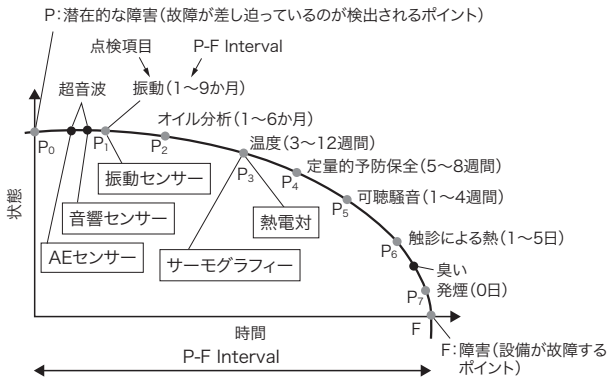 P：潜在的な障害（故障が差し迫っているのが検出されるポイント）
点検項目
P-F Interval
超音波
振動（1～9か月）
オイル分析（1～6か月）
温度（3～12週間）
定量的予防保全（5～8週間）
可聴騒音（1～4週間）
触診による熱（1～5日）
臭い
発煙（0日）
P0
P1
P2
P3
P4
P5
P6
P7
F
振動センサー
音響センサー
AEセンサー
熱電対
サーモグラフィー
状態
時間
P-F Interval
F：障害（設備が故障する
ポイント）